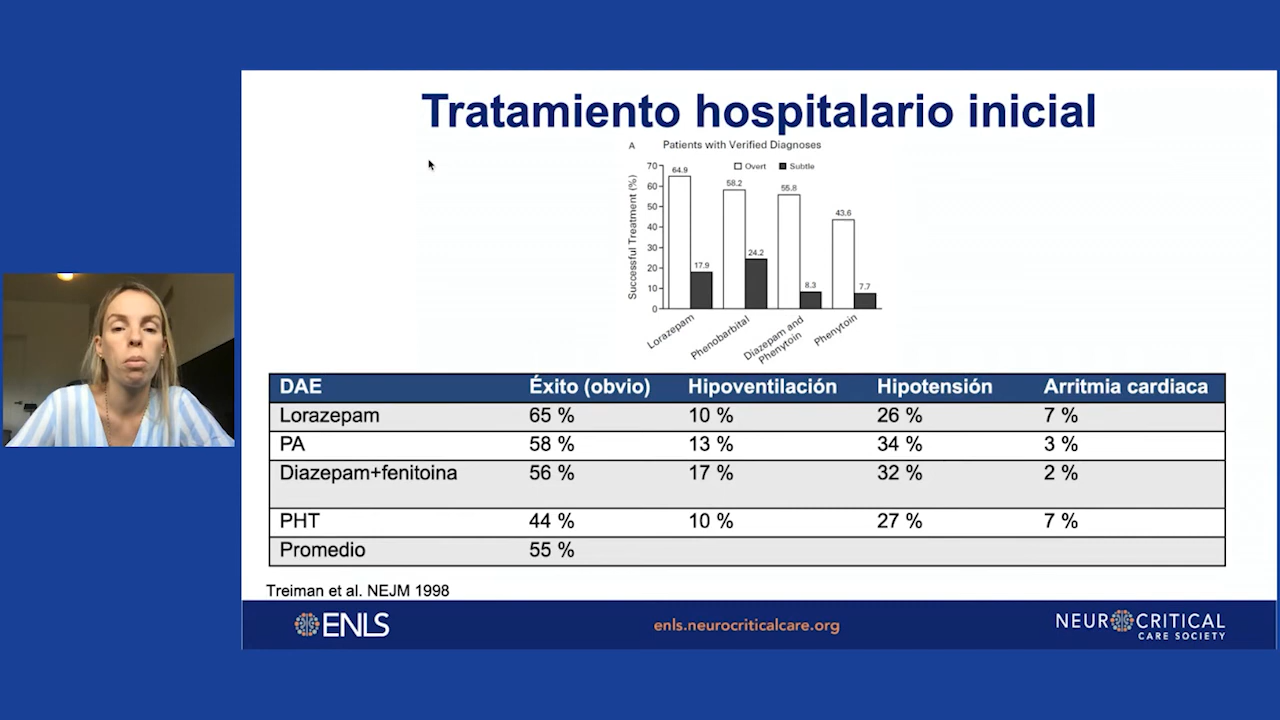 Tratamiento hospitalario inicial
A Patients with Verified Diagnoses
Overt Subtle
Successful Treatment (%)
70
60
50
40
30
20
10
0
64.9
17.9
58.2
24.2
55.8
8.3
43.6
7.7
Lorazepam
Phenobarbital
Diazepam and
Phenytoin
Phenytoin
DAE Éxito (obvio) Hipoventilación Hipotensión Arritmia cardiaca
Lorazepam 65 % 10 % 26 % 7 %
PA 58 % 13 % 34 % 3 %
Diazepam+fenitoina 56 % 17 % 32 % 2 %
PHT 44 % 10 % 27 % 7 %
Promedio 55 %
Treiman et al. NEJM 1998
ENLS
enls.neurocriticalcare.org
NEUROCRITICAL
CARE SOCIETY